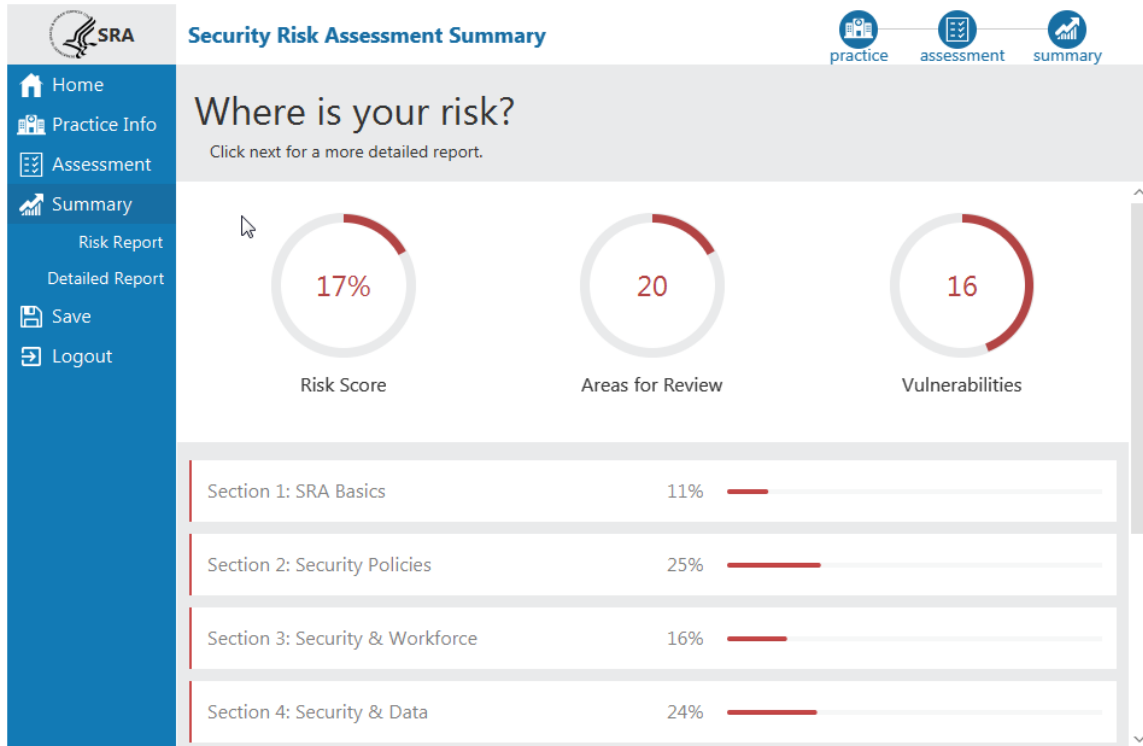 SRA
Security Risk Assessment Summary
practice
assessment
summary
Home
Practice Info
Assessment
Summary
Risk Report
Detailed Report
Save
Logout
Where is your risk?
Click next for a more detailed report.
17%
20
16
Risk Score
Areas for Review
Vulnerabilities
Section 1: SRA Basics 11%
Section 2: Security Policies 25%
Section 3: Security & Workforce 16%
Section 4: Security & Data 24%